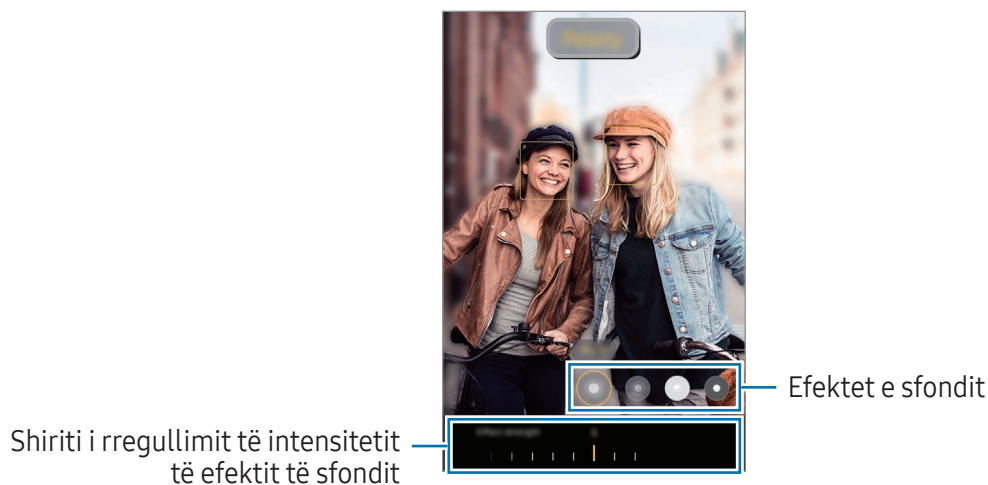 Efektet e sfondit
Shiriti i rregullimit të intensitetit
të efektit të sfondit